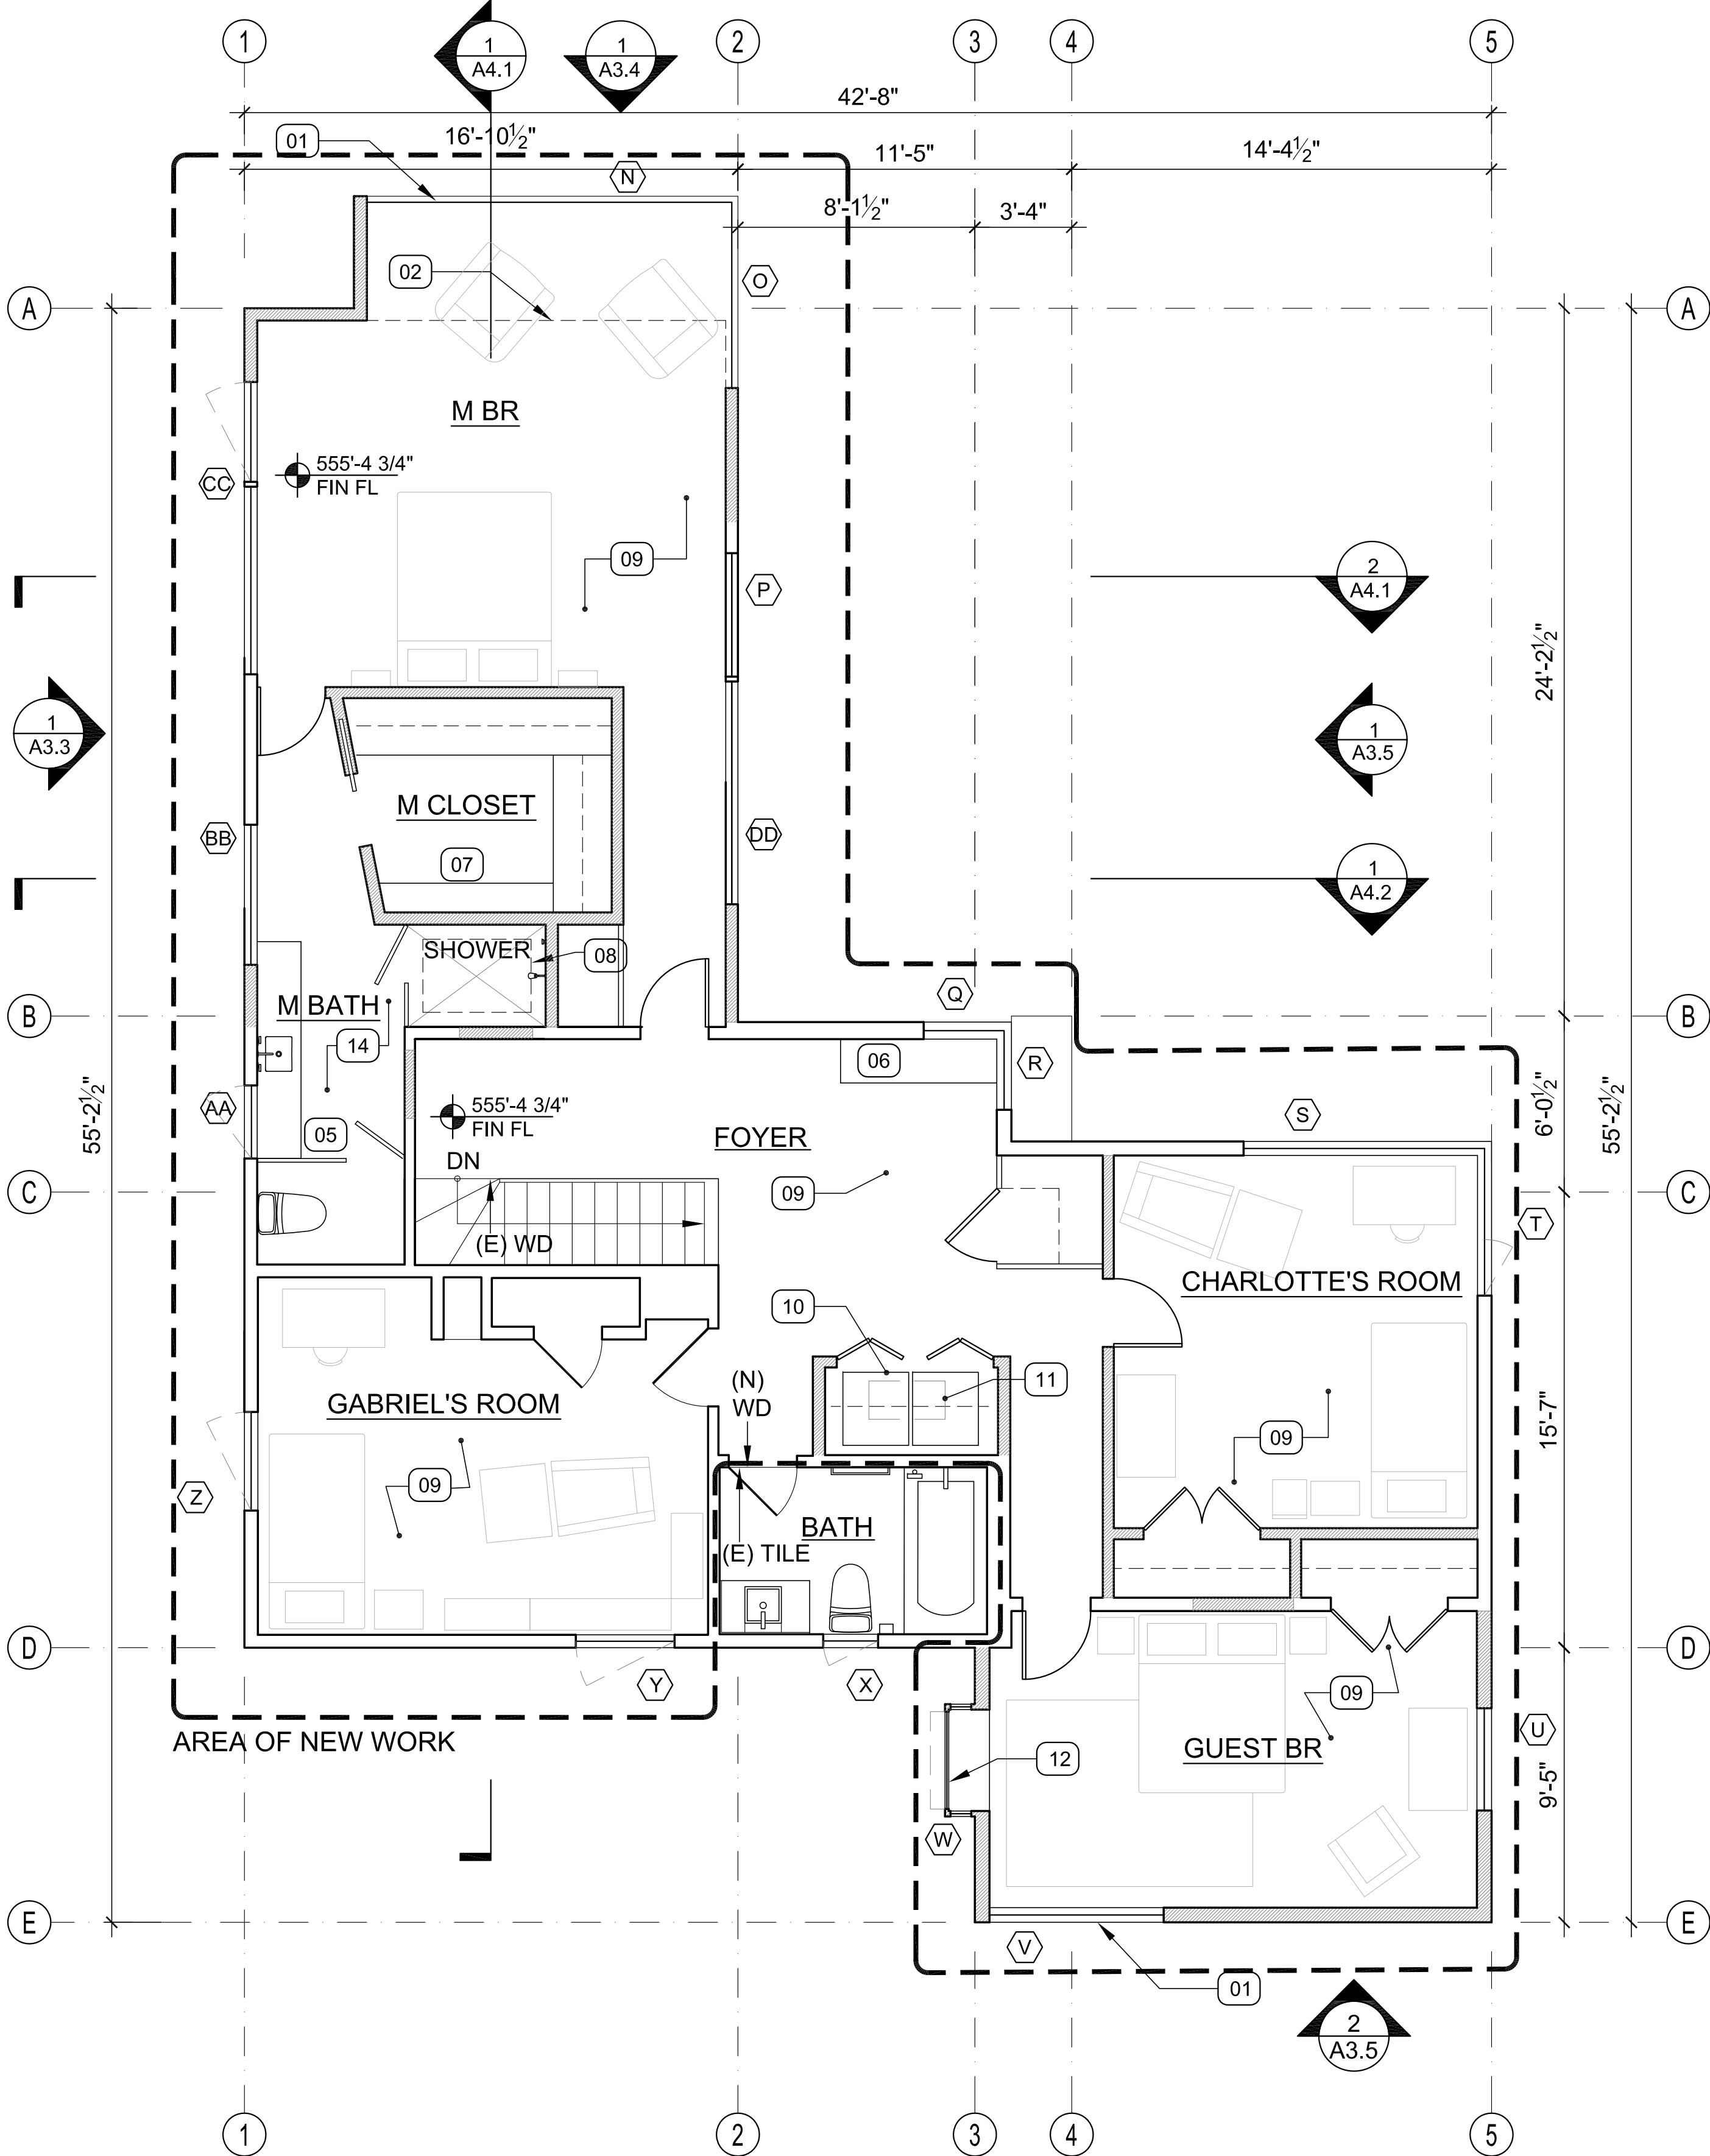 1
2
3
4
5
1
A4.1
1
A3.4
42'-8"
16'-10½"
11'-5"
14'-4½"
8'-1½"
3'-4"
01
N
02
O
A
A
M BR
555'-4 3/4"
FIN FL
CC
09
P
2
A4.1
24'-2½"
1
A3.3
1
A3.5
M CLOSET
BB
07
DD
1
A4.2
SHOWER
08
Q
M BATH
B
B
14
06
R
AA
555'-4 3/4"
FIN FL
S
6'-0½"
55'-2½"
55'-2½"
05
FOYER
DN
C
C
09
T
(E) WD
CHARLOTTE'S ROOM
10
11
(N)
WD
GABRIEL'S ROOM
15'-7"
09
09
Z
BATH
(E) TILE
D
D
Y
X
09
AREA OF NEW WORK
GUEST BR
U
12
9'-5"
W
E
E
V
01
2
A3.5
1
2
3
4
5